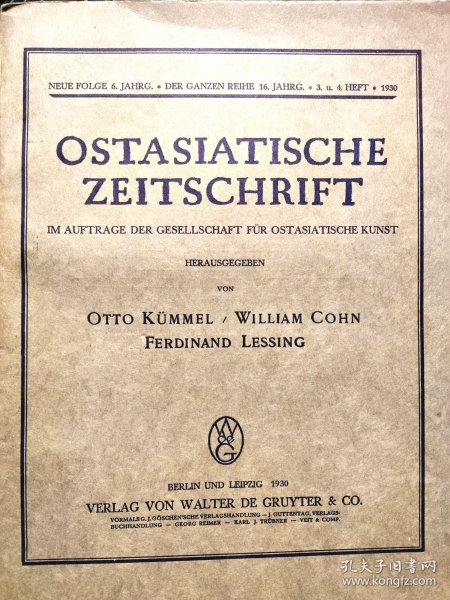 NEUE FOLGE 6. JAHRG. • DER GANZEN REIHE 16. JAHRG. • 3. u. 4. HEFT • 1930
OSTASIATISCHE
ZEITSCHRIFT
IM AUFTRAGE DER GESELLSCHAFT FÜR OSTASIATISCHE KUNST
HERAUSGEGEBEN
VON
OTTO KÜMMEL / WILLIAM COHN
FERDINAND LESSING
W
de
G
BERLIN UND LEIPZIG 1930
VERLAG VON WALTER DE GRUYTER & CO.
VORMALS G. J. GÖSCHEN'SCHE VERLAGSHANDLUNG — J. GUTTENTAG, VERLAGS-
BUCHHANDLUNG — GEORG REIMER — KARL J. TRÜBNER — VEIT & COMP.
孔夫子旧书网
www.kongfz.com